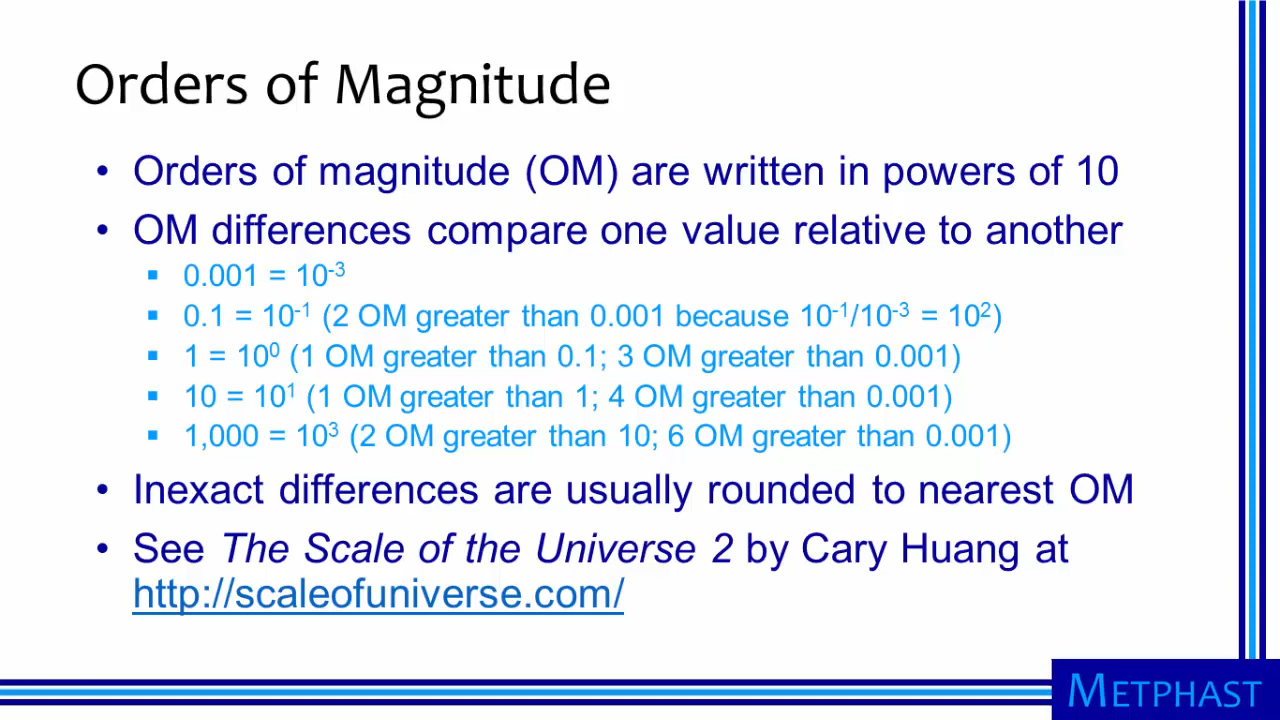 Orders of Magnitude
• Orders of magnitude (OM) are written in powers of 10
• OM differences compare one value relative to another
▪ 0.001 = 10⁻³
▪ 0.1 = 10⁻¹ (2 OM greater than 0.001 because 10⁻¹/10⁻³ = 10²)
▪ 1 = 10⁰ (1 OM greater than 0.1; 3 OM greater than 0.001)
▪ 10 = 10¹ (1 OM greater than 1; 4 OM greater than 0.001)
▪ 1,000 = 10³ (2 OM greater than 10; 6 OM greater than 0.001)
• Inexact differences are usually rounded to nearest OM
• See The Scale of the Universe 2 by Cary Huang at
http://scaleofuniverse.com/
METPHAST